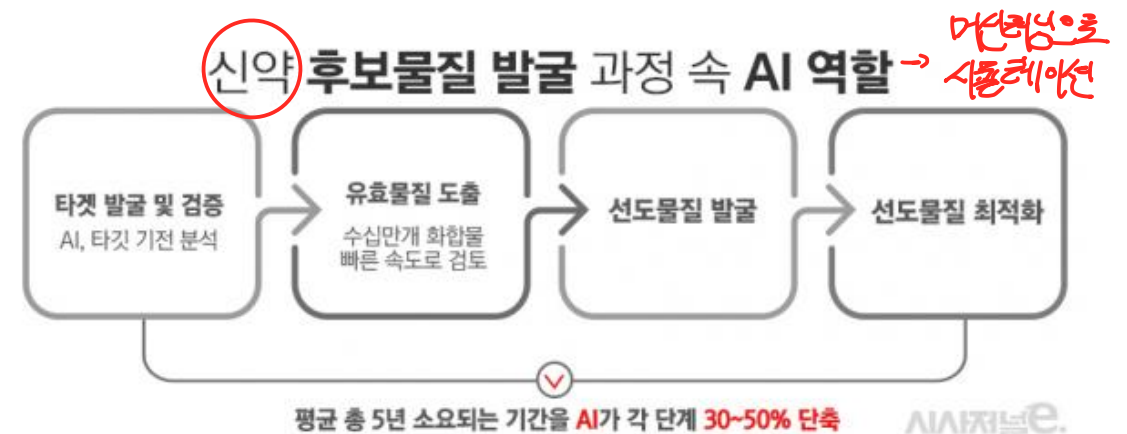 신약 후보물질 발굴 과정 속 AI 역할 → 머신러닝으로
시뮬레이션
타겟 발굴 및 검증
AI, 타깃 기전 분석
유효물질 도출
수십만개 화합물
빠른 속도로 검토
선도물질 발굴
선도물질 최적화
평균 총 5년 소요되는 기간을 AI가 각 단계 30~50% 단축
시사저널e.